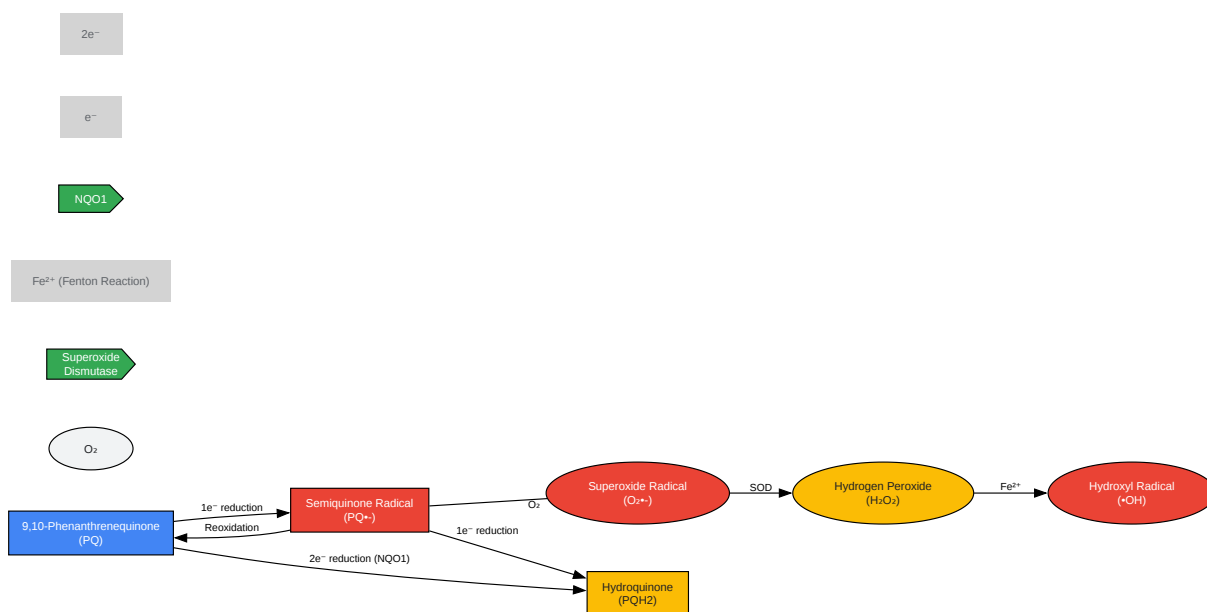 2e⁻
e⁻
NQO1
Fe²⁺ (Fenton Reaction)
Superoxide
Dismutase
O₂
9,10-Phenanthrenequinone
(PQ)
1e⁻ reduction
Reoxidation
2e⁻ reduction (NQO1)
Semiquinone Radical
(PQ•-)
O₂
1e⁻ reduction
Superoxide Radical
(O₂•-)
SOD
Hydrogen Peroxide
(H₂O₂)
Fe²⁺
Hydroxyl Radical
(•OH)
Hydroquinone
(PQH2)